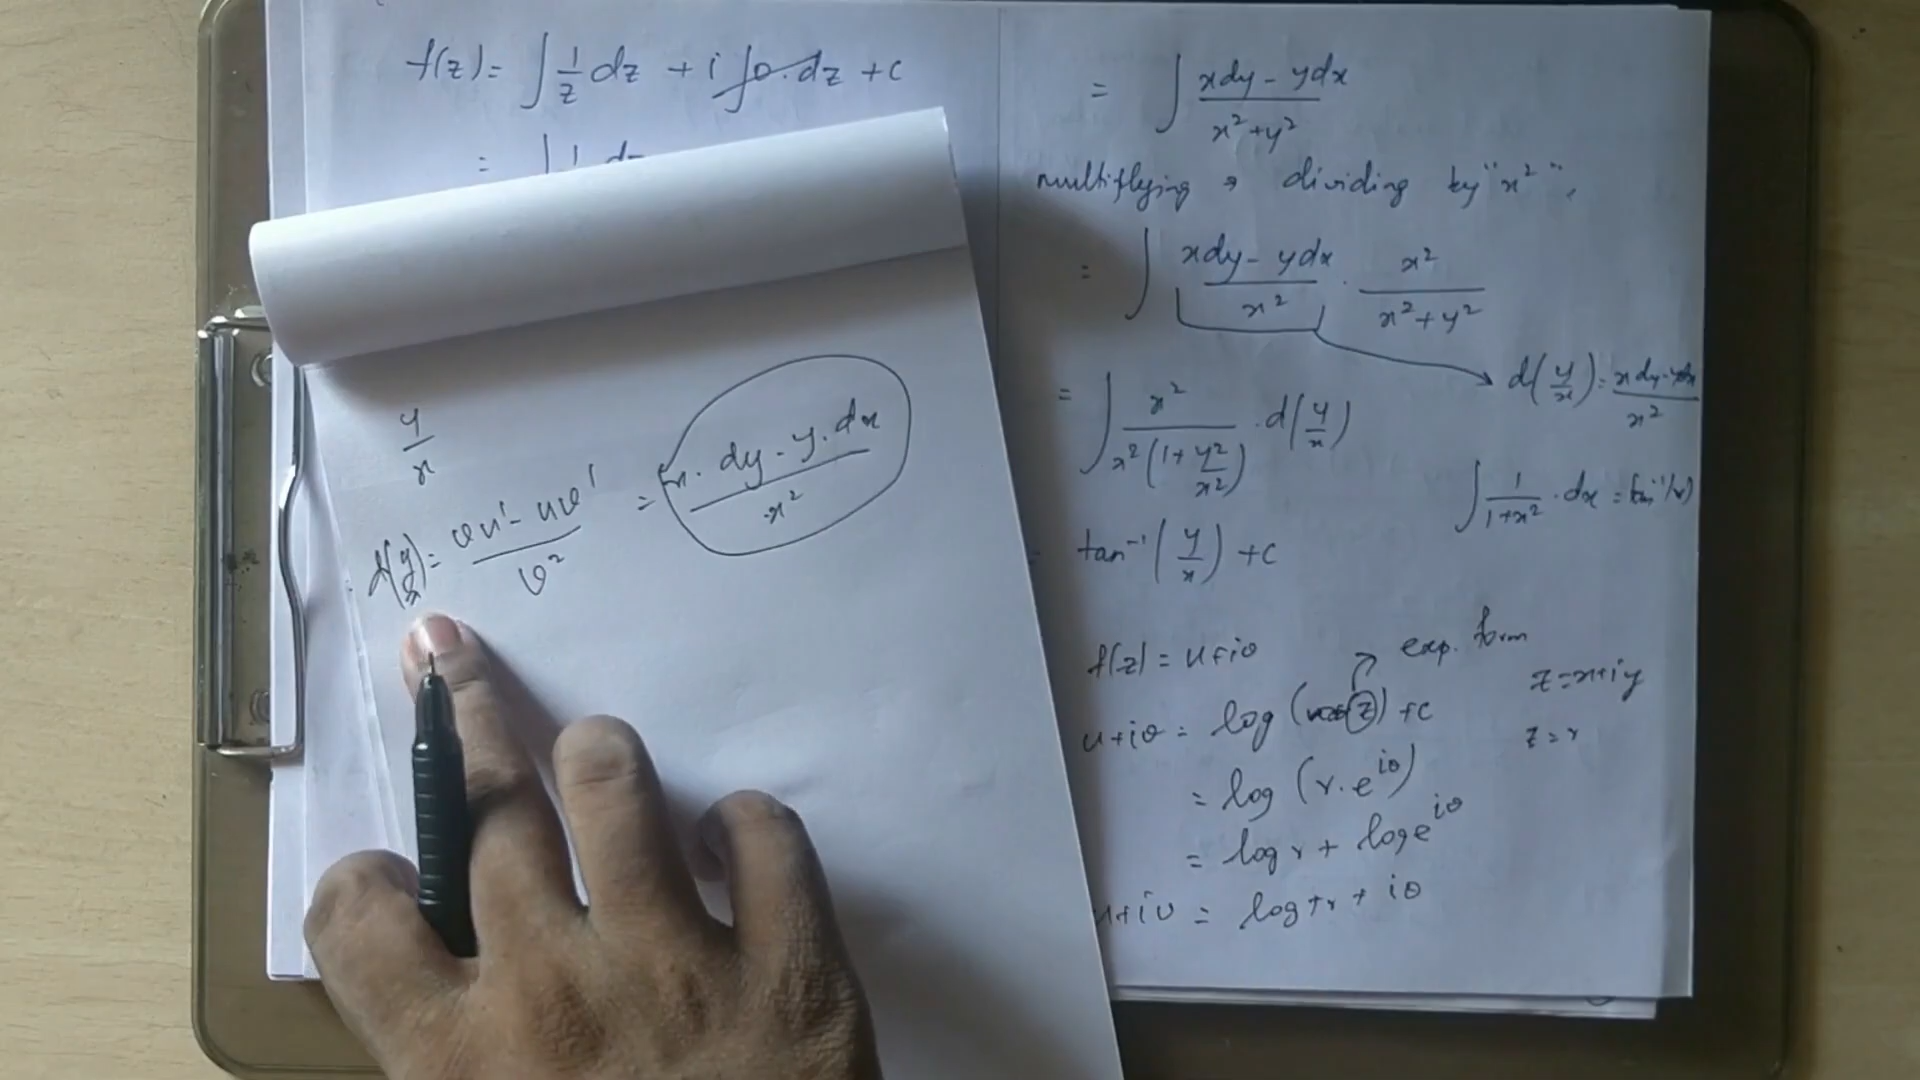 f(z) = ∫ 1/z dz + i ∫0.dz + c
= ∫ 1/z dz
y/x
d(y/x) = (vu' - uv')/v² = (x.dy - y.dx)/x²
= ∫ (xdy - ydx)/(x² + y²)
multiplying & dividing by "x²",
= ∫ (xdy - ydx)/x² . x²/(x² + y²)
d(y/x) = (xdy - ydx)/x²
= ∫ x²/(x²(1 + y²/x²)) . d(y/x)
∫ 1/(1+x²) . dx = tan⁻¹(x)
tan⁻¹(y/x) + c
f(z) = u+iv
exp. form
z = x+iy
u+iv = log(z) + c
z = r
= log(r.e^iθ)
= log r + log e^iθ
u+iv = log r + iθ